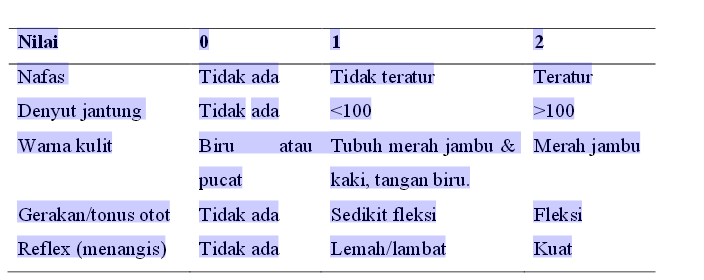 Nilai 0 1 2
Nafas Tidak ada Tidak teratur Teratur
Denyut jantung Tidak ada <100 >100
Warna kulit Biru atau Tubuh merah jambu & Merah jambu
pucat kaki, tangan biru.
Gerakan/tonus otot Tidak ada Sedikit fleksi Fleksi
Reflex (menangis) Tidak ada Lemah/lambat Kuat